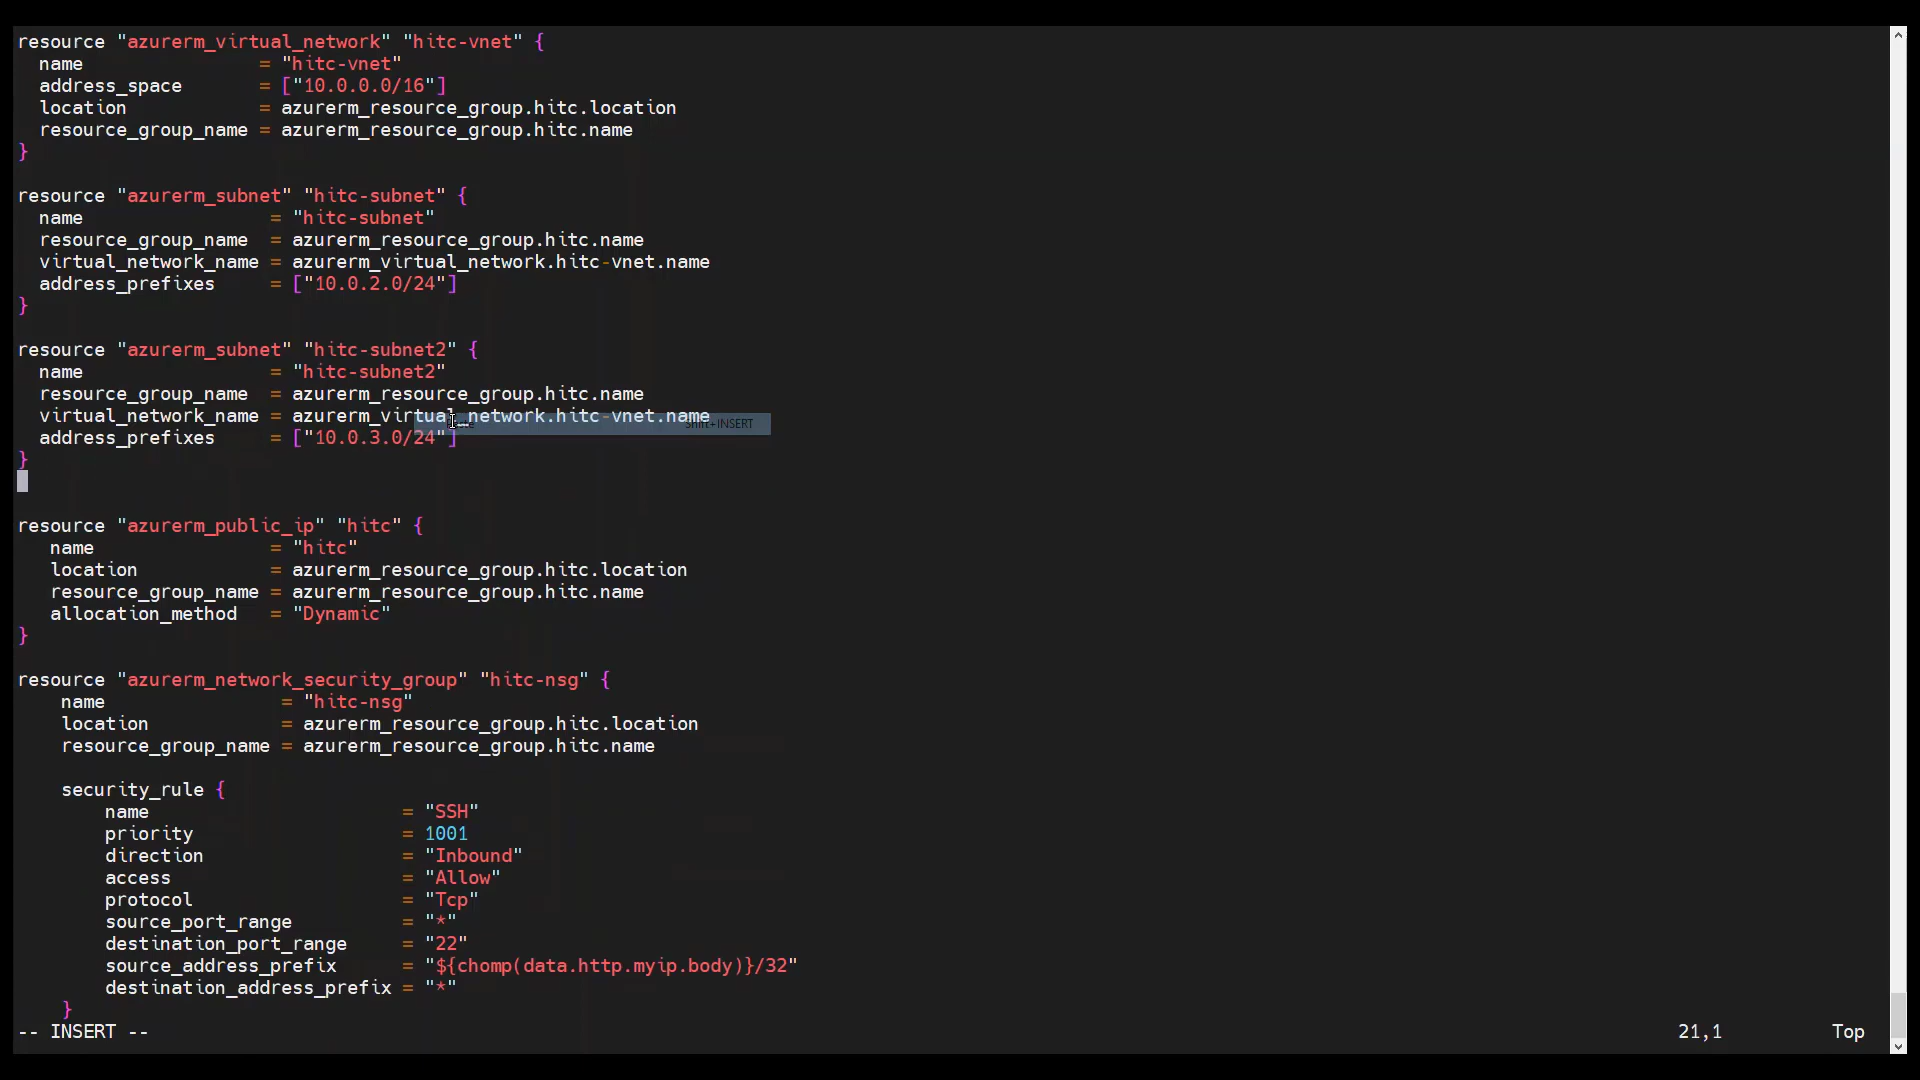 resource "azurerm_virtual_network" "hitc-vnet" {
  name                = "hitc-vnet"
  address_space       = ["10.0.0.0/16"]
  location            = azurerm_resource_group.hitc.location
  resource_group_name = azurerm_resource_group.hitc.name
}

resource "azurerm_subnet" "hitc-subnet" {
  name                 = "hitc-subnet"
  resource_group_name  = azurerm_resource_group.hitc.name
  virtual_network_name = azurerm_virtual_network.hitc-vnet.name
  address_prefixes     = ["10.0.2.0/24"]
}

resource "azurerm_subnet" "hitc-subnet2" {
  name                 = "hitc-subnet2"
  resource_group_name  = azurerm_resource_group.hitc.name
  virtual_network_name = azurerm_virtual_network.hitc-vnet.name
Shift+INSERT
  address_prefixes     = ["10.0.3.0/24"]
}

resource "azurerm_public_ip" "hitc" {
   name                = "hitc"
   location            = azurerm_resource_group.hitc.location
   resource_group_name = azurerm_resource_group.hitc.name
   allocation_method   = "Dynamic"
}

resource "azurerm_network_security_group" "hitc-nsg" {
    name                = "hitc-nsg"
    location            = azurerm_resource_group.hitc.location
    resource_group_name = azurerm_resource_group.hitc.name

    security_rule {
        name                       = "SSH"
        priority                   = 1001
        direction                  = "Inbound"
        access                     = "Allow"
        protocol                   = "Tcp"
        source_port_range          = "*"
        destination_port_range     = "22"
        source_address_prefix      = "${chomp(data.http.myip.body)}/32"
        destination_address_prefix = "*"
    }
-- INSERT -- 21,1 Top